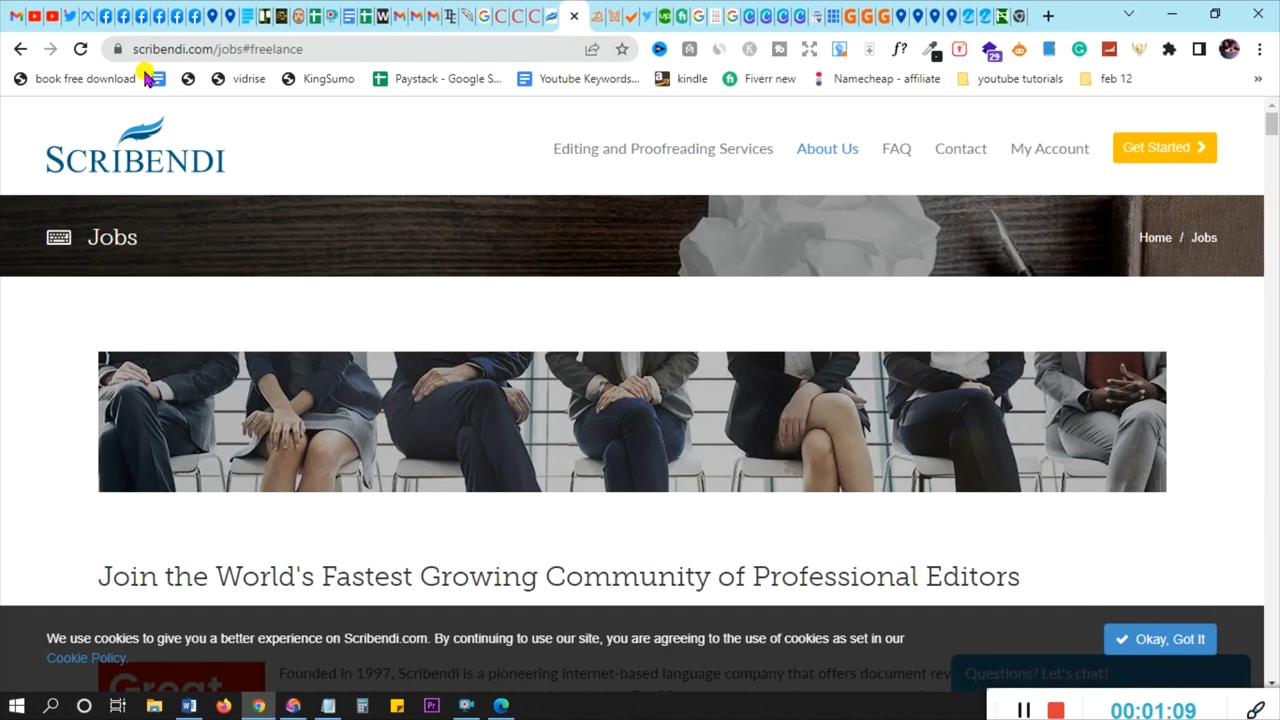 scribendi.com/jobs#freelance
29
book free download
vidrise
KingSumo
Paystack - Google S...
Youtube Keywords...
kindle
Fiverr new
Namecheap - affiliate
youtube tutorials
feb 12
»
SCRIBENDI
Editing and Proofreading Services
About Us
FAQ
Contact
My Account
Get Started
Jobs
Home / Jobs
Join the World's Fastest Growing Community of Professional Editors
We use cookies to give you a better experience on Scribendi.com. By continuing to use our site, you are agreeing to the use of cookies as set in our
Cookie Policy.
Okay, Got It
Great
Founded in 1997, Scribendi is a pioneering internet-based language company that offers document
Questions? Let's chat!
00:01:09